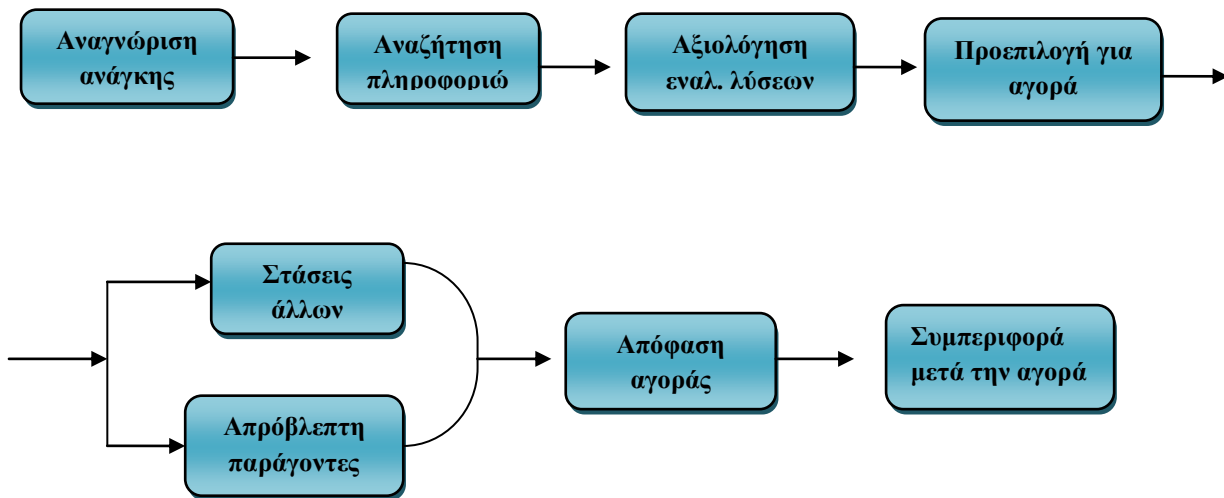 Αναγνώριση
ανάγκης
Αναζήτηση
πληροφοριώ
Αξιολόγηση
εναλ. λύσεων
Προεπιλογή για
αγορά
Στάσεις
άλλων
Απρόβλεπτη
παράγοντες
Απόφαση
αγοράς
Συμπεριφορά
μετά την αγορά